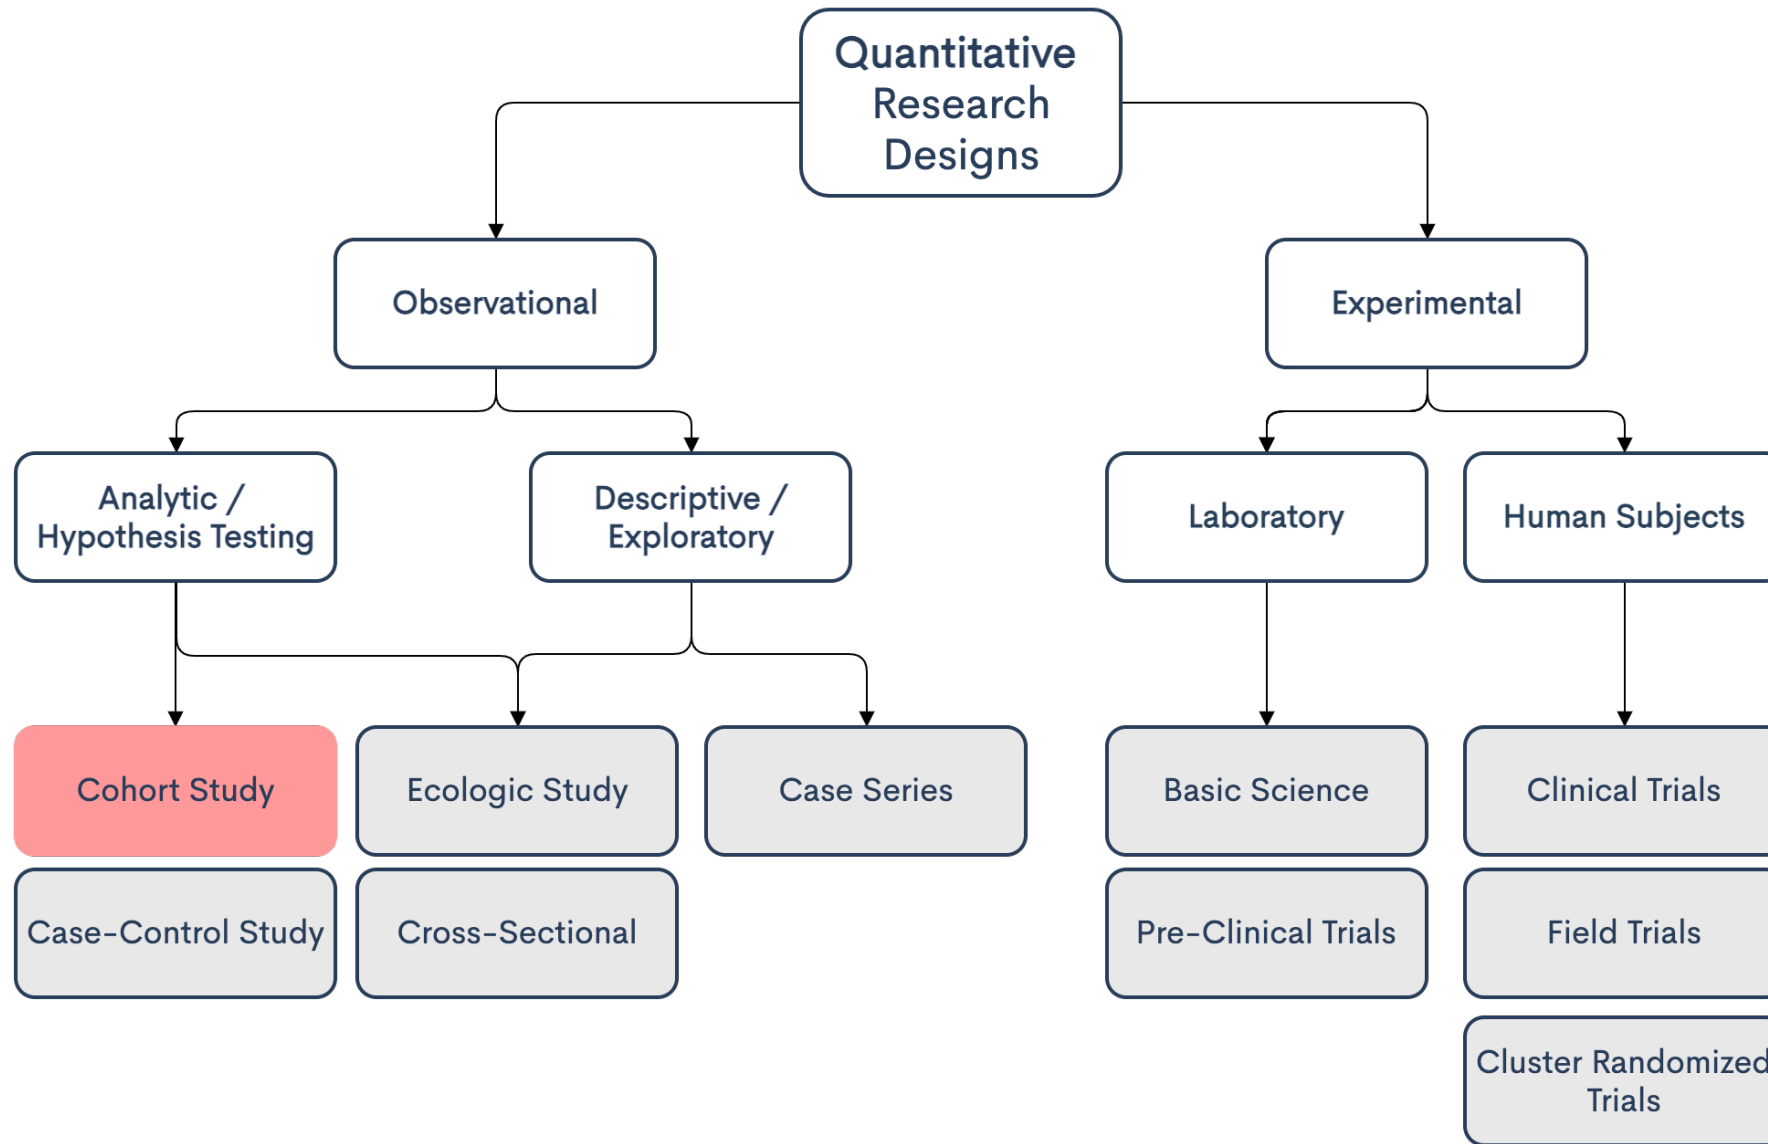 Quantitative
Research
Designs
Observational
Experimental
Analytic /
Hypothesis Testing
Descriptive /
Exploratory
Laboratory
Human Subjects
Cohort Study
Ecologic Study
Case Series
Basic Science
Clinical Trials
Case-Control Study
Cross-Sectional
Pre-Clinical Trials
Field Trials
Cluster Randomized
Trials